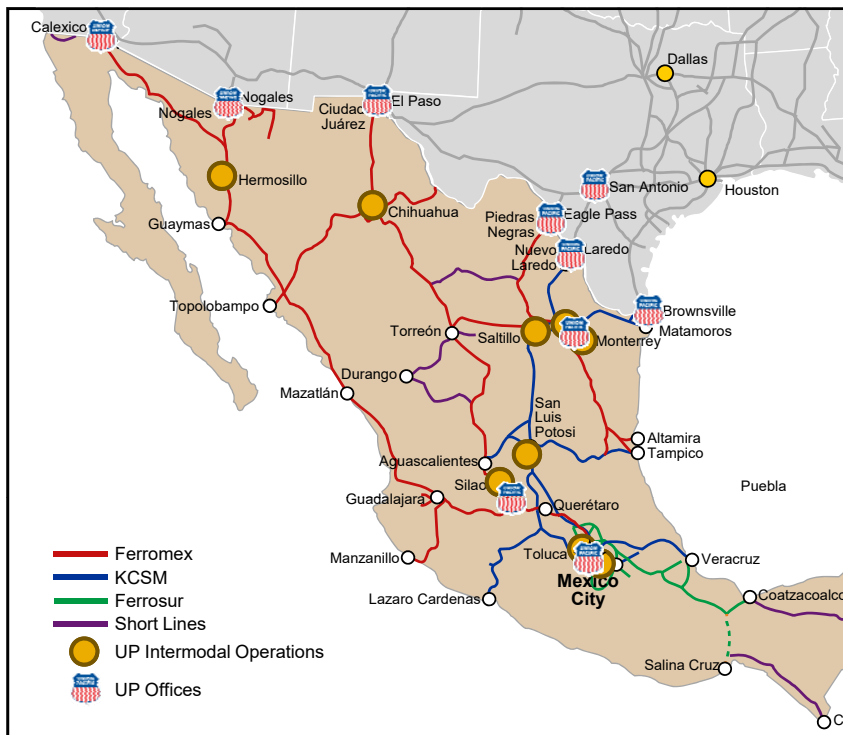 Calexico
Nogales
Nogales
El Paso
Ciudad
Juárez
Dallas
Hermosillo
Chihuahua
San Antonio
Houston
Guaymas
Piedras
Negras
Eagle Pass
Nuevo
Laredo
Laredo
Topolobampo
Brownsville
Matamoros
Torreón
Saltillo
Monterrey
Durango
Mazatlán
San
Luis
Potosi
Altamira
Tampico
Aguascalientes
Silao
Puebla
Guadalajara
Querétaro
Ferromex
KCSM
Ferrosur
Short Lines
UP Intermodal Operations
UP Offices
Manzanillo
Toluca
Veracruz
Mexico
City
Lazaro Cardenas
Coatzacoalco
Salina Cruz
C